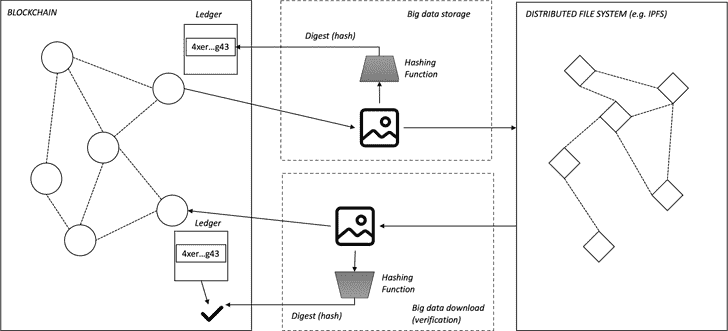 BLOCKCHAIN
Ledger
4xer...g43
Digest (hash)
Big data storage
Hashing
Function
DISTRIBUTED FILE SYSTEM (e.g. IPFS)
Ledger
4xer...g43
Hashing
Function
Digest (hash)
Big data download
(verification)